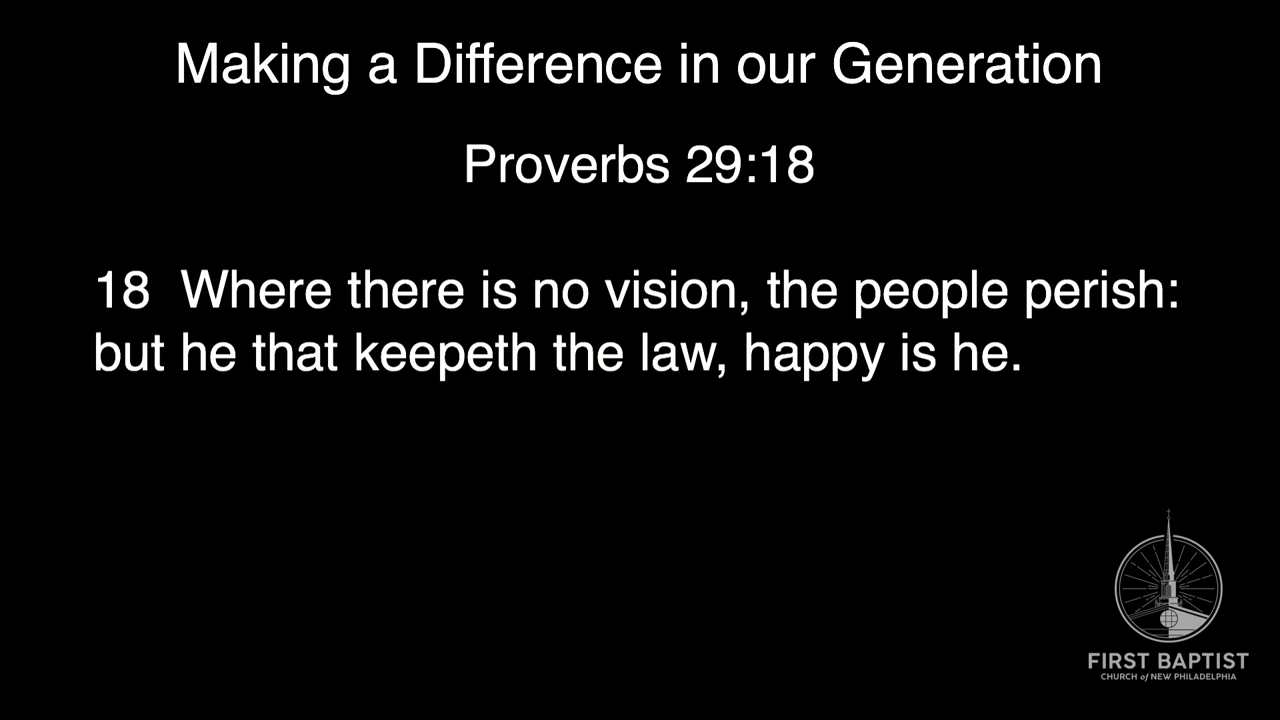 Making a Difference in our Generation
Proverbs 29:18
18 Where there is no vision, the people perish:
but he that keepeth the law, happy is he.
FIRST BAPTIST
CHURCH of NEW PHILADELPHIA